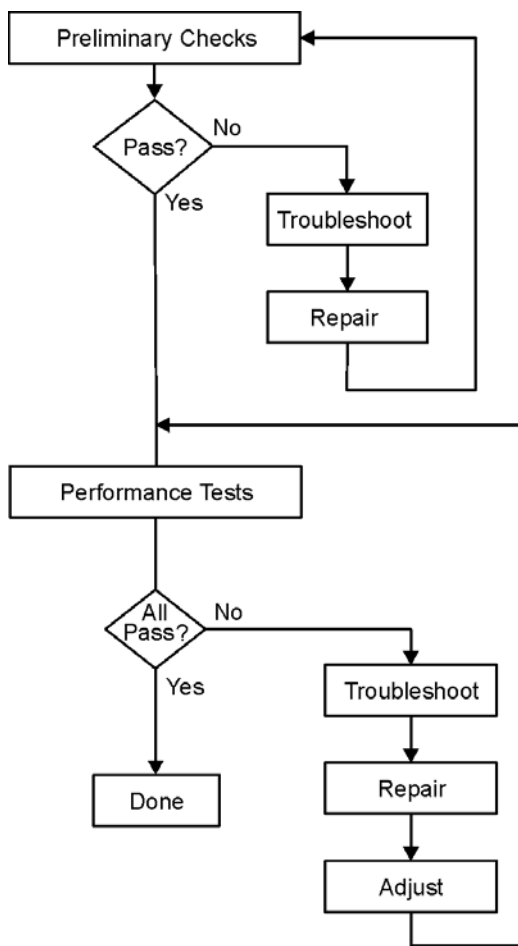 Preliminary Checks
Pass?
No
Yes
Troubleshoot
Repair
Performance Tests
All
Pass?
No
Yes
Troubleshoot
Done
Repair
Adjust